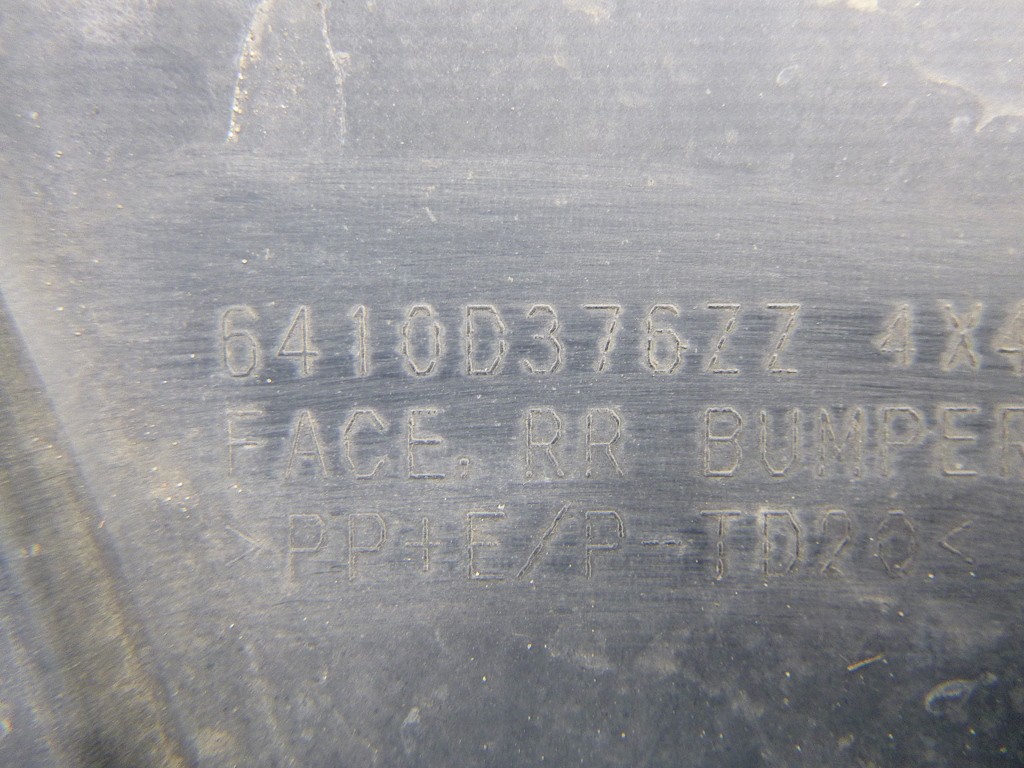 6410D376ZZ 4X4
FACE, RR BUMPER
>PP+E/P-TD20<